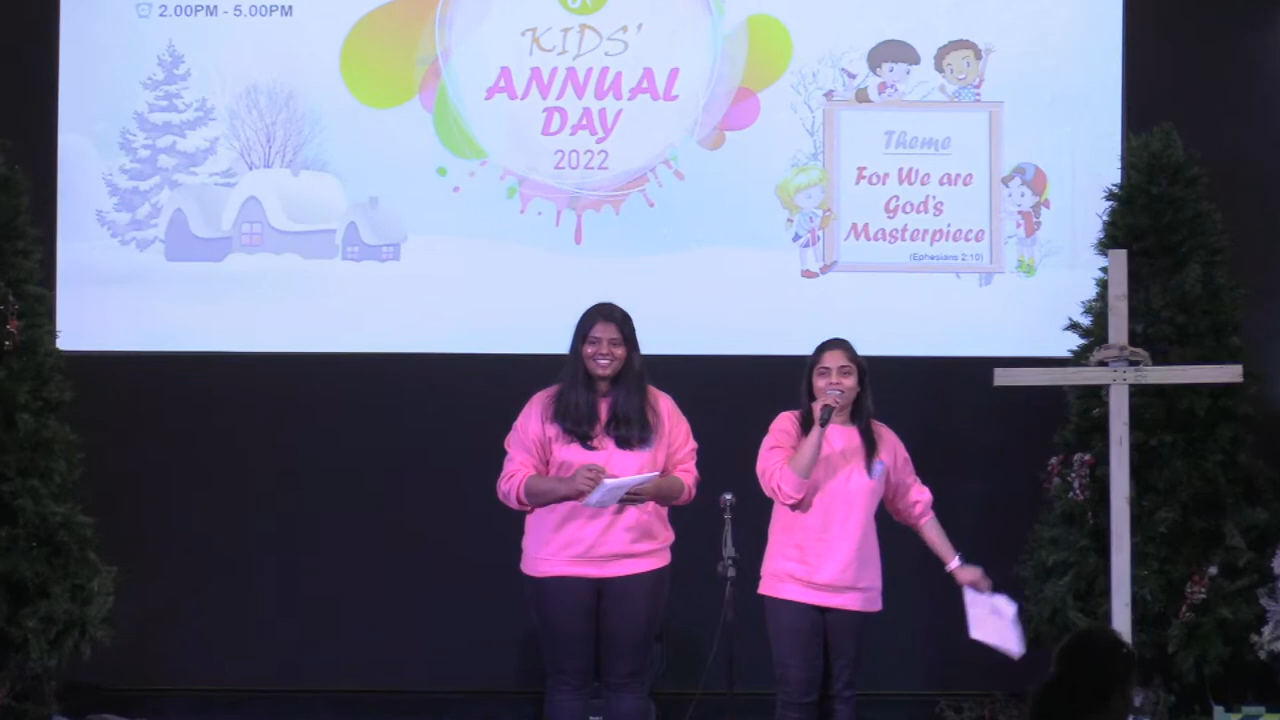 2.00PM - 5.00PM
KIDS'
ANNUAL
DAY
2022
Theme
For We are
God's
Masterpiece
(Ephesians 2:10)